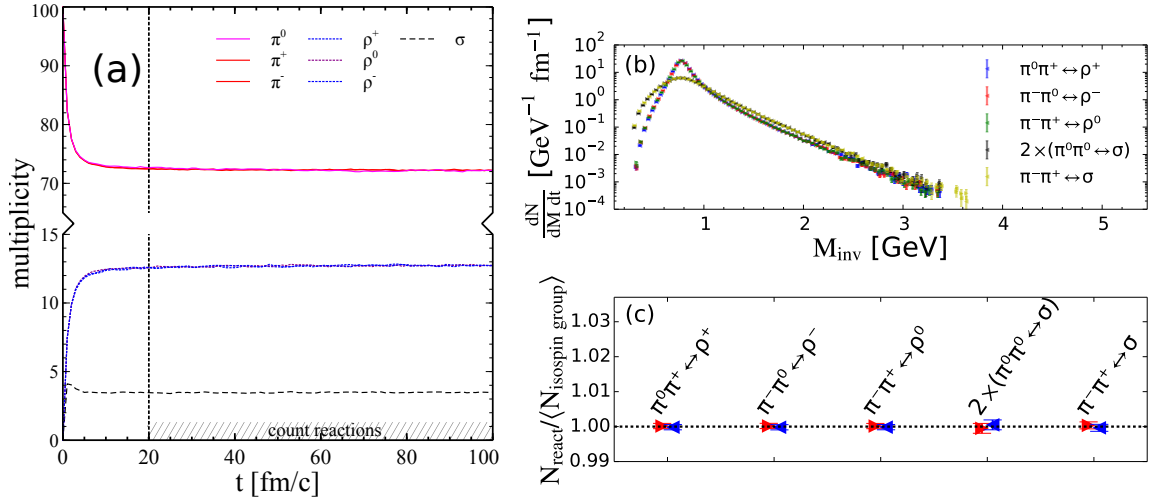 (a)
π⁰ ρ⁺ σ
π⁺ ρ⁰
π⁻ ρ⁻
multiplicity
100
90
80
70
15
10
5
0
count reactions
0 20 40 60 80 100
t [fm/c]
(b)
dN/dM dt [GeV⁻¹ fm⁻¹]
10²
10¹
10⁰
10⁻¹
10⁻²
10⁻³
10⁻⁴
π⁰π⁺↔ρ⁺
π⁻π⁰↔ρ⁻
π⁻π⁺↔ρ⁰
2×(π⁰π⁰↔σ)
π⁻π⁺↔σ
1 2 3 4 5
M_inv [GeV]
(c)
N_react/⟨N_isospin group⟩
1.03
1.02
1.01
1.00
0.99
π⁰π⁺↔ρ⁺
π⁻π⁰↔ρ⁻
π⁻π⁺↔ρ⁰
2×(π⁰π⁰↔σ)
π⁻π⁺↔σ